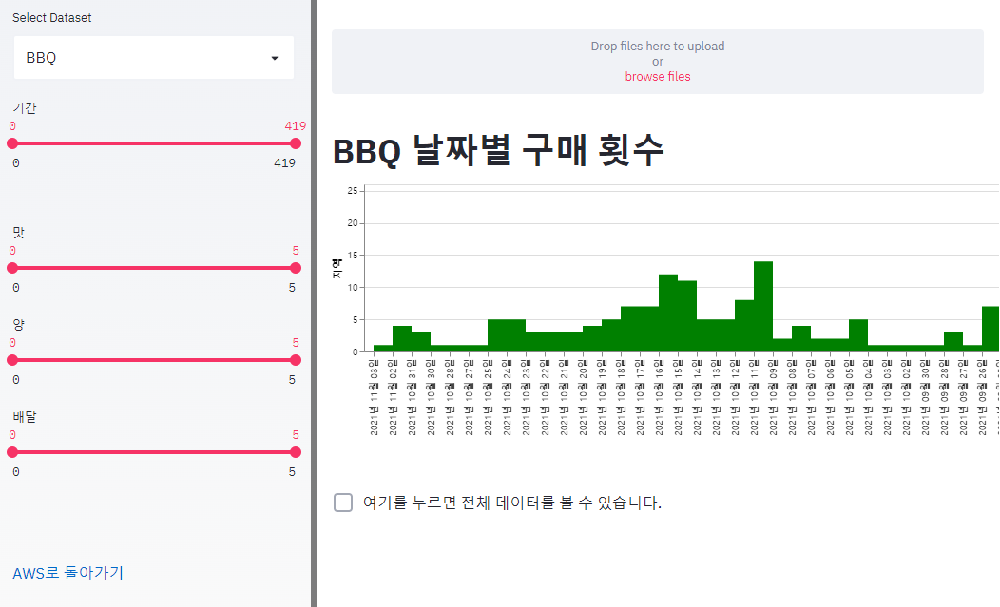 Select Dataset
BBQ
기간
0 419
0 419
맛
0 5
0 5
양
0 5
0 5
배달
0 5
0 5
AWS로 돌아가기
Drop files here to upload
or
browse files
BBQ 날짜별 구매 횟수
지역
25
20
15
10
5
0
2021년 11월 03일
2021년 11월 02일
2021년 10월 31일
2021년 10월 30일
2021년 10월 28일
2021년 10월 27일
2021년 10월 25일
2021년 10월 24일
2021년 10월 23일
2021년 10월 22일
2021년 10월 21일
2021년 10월 20일
2021년 10월 19일
2021년 10월 18일
2021년 10월 17일
2021년 10월 16일
2021년 10월 15일
2021년 10월 14일
2021년 10월 13일
2021년 10월 12일
2021년 10월 11일
2021년 10월 09일
2021년 10월 08일
2021년 10월 07일
2021년 10월 06일
2021년 10월 05일
2021년 10월 04일
2021년 10월 03일
2021년 10월 02일
2021년 09월 30일
2021년 09월 28일
2021년 09월 27일
2021년 09월 26일
여기를 누르면 전체 데이터를 볼 수 있습니다.